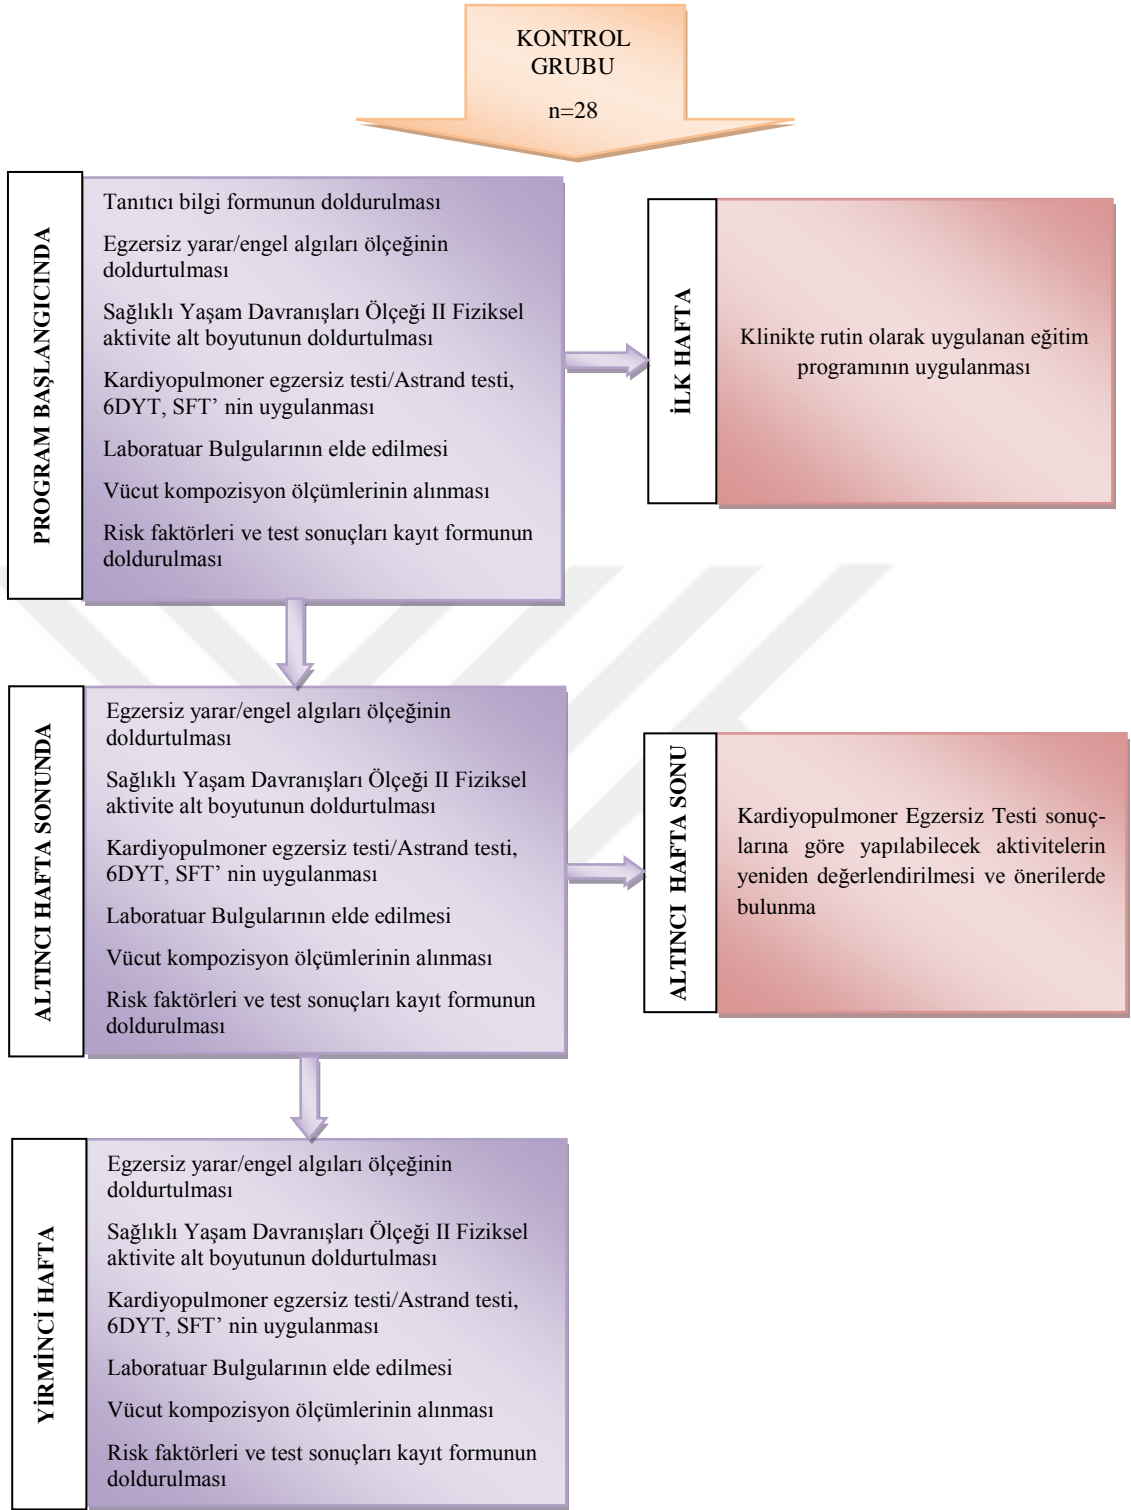 KONTROL
GRUBU
n=28
PROGRAM BAŞLANGICINDA
Tanıtıcı bilgi formunun doldurulması
Egzersiz yarar/engel algıları ölçeğinin
doldurtulması
Sağlıklı Yaşam Davranışları Ölçeği II Fiziksel
aktivite alt boyutunun doldurtulması
Kardiyopulmoner egzersiz testi/Astrand testi,
6DYT, SFT’ nin uygulanması
Laboratuar Bulgularının elde edilmesi
Vücut kompozisyon ölçümlerinin alınması
Risk faktörleri ve test sonuçları kayıt formunun
doldurulması
İLK HAFTA
Klinikte rutin olarak uygulanan eğitim
programının uygulanması
ALTINCI HAFTA SONUNDA
Egzersiz yarar/engel algıları ölçeğinin
doldurtulması
Sağlıklı Yaşam Davranışları Ölçeği II Fiziksel
aktivite alt boyutunun doldurtulması
Kardiyopulmoner egzersiz testi/Astrand testi,
6DYT, SFT’ nin uygulanması
Laboratuar Bulgularının elde edilmesi
Vücut kompozisyon ölçümlerinin alınması
Risk faktörleri ve test sonuçları kayıt formunun
doldurulması
ALTINCI HAFTA SONU
Kardiyopulmoner Egzersiz Testi sonuç-
larına göre yapılabilecek aktivitelerin
yeniden değerlendirilmesi ve önerilerde
bulunma
YİRMİNCİ HAFTA
Egzersiz yarar/engel algıları ölçeğinin
doldurtulması
Sağlıklı Yaşam Davranışları Ölçeği II Fiziksel
aktivite alt boyutunun doldurtulması
Kardiyopulmoner egzersiz testi/Astrand testi,
6DYT, SFT’ nin uygulanması
Laboratuar Bulgularının elde edilmesi
Vücut kompozisyon ölçümlerinin alınması
Risk faktörleri ve test sonuçları kayıt formunun
doldurulması